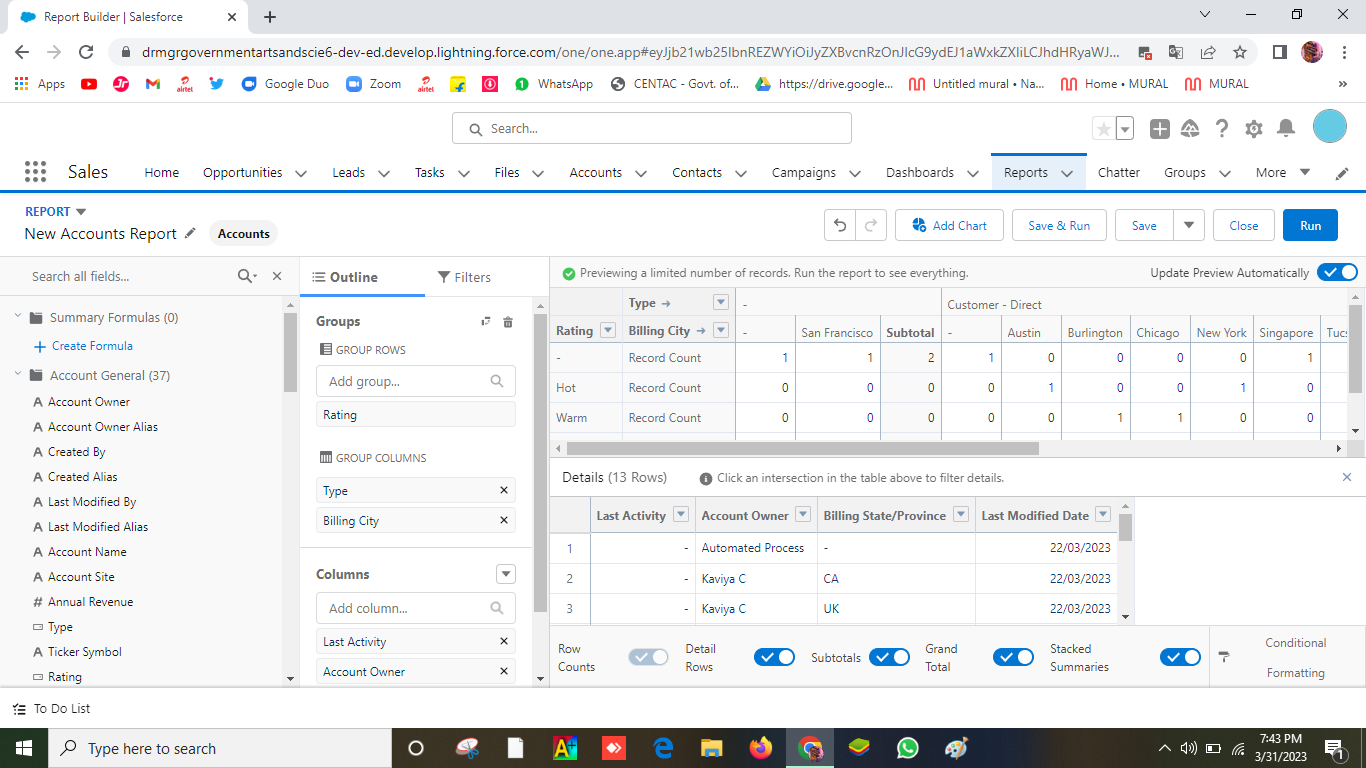 Report Builder | Salesforce
drmgrgovernmentartsandscie6-dev-ed.develop.lightning.force.com/one/one.app#eyJjb21wb25lbnREZWYiOiJyZXBvcnRzOnJlcG9ydEJ1aWxkZXIiLCJhdHRyaWJ...
Apps
airtel
Google Duo
Zoom
airtel
1 WhatsApp
CENTAC - Govt. of...
https://drive.google...
Untitled mural • Na...
Home • MURAL
MURAL
Search...
Sales
Home
Opportunities
Leads
Tasks
Files
Accounts
Contacts
Campaigns
Dashboards
Reports
Chatter
Groups
More
REPORT
New Accounts Report
Accounts
Add Chart
Save & Run
Save
Close
Run
Search all fields...
Summary Formulas (0)
Create Formula
Account General (37)
A Account Owner
A Account Owner Alias
A Created By
A Created Alias
A Last Modified By
A Last Modified Alias
A Account Name
A Account Site
# Annual Revenue
Type
A Ticker Symbol
Rating
Outline
Filters
Groups
GROUP ROWS
Add group...
Rating
GROUP COLUMNS
Type
Billing City
Columns
Add column...
Last Activity
Account Owner
Previewing a limited number of records. Run the report to see everything.
Update Preview Automatically
Type → - Customer - Direct
Rating Billing City → - San Francisco Subtotal - Austin Burlington Chicago New York Singapore Tucs
- Record Count 1 1 2 1 0 0 0 0 1
Hot Record Count 0 0 0 0 1 0 0 1 0
Warm Record Count 0 0 0 0 0 1 1 0 0
Details (13 Rows)
Click an intersection in the table above to filter details.
Last Activity Account Owner Billing State/Province Last Modified Date
1 - Automated Process - 22/03/2023
2 - Kaviya C CA 22/03/2023
3 - Kaviya C UK 22/03/2023
Row Counts
Detail Rows
Subtotals
Grand Total
Stacked Summaries
Conditional Formatting
To Do List
Type here to search
7:43 PM
3/31/2023
1